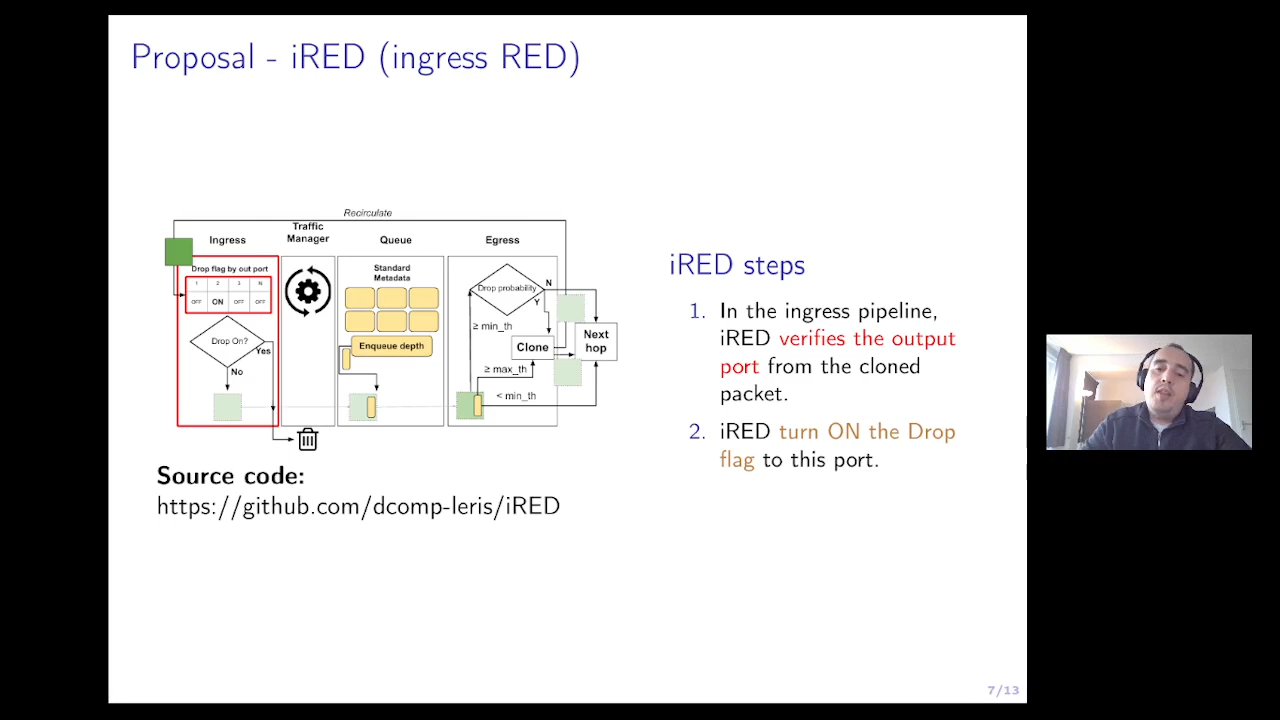 Proposal - iRED (ingress RED)
Recirculate
Ingress
Traffic
Manager
Queue
Egress
Drop flag by out port
1 2 3 N
OFF ON OFF OFF
Drop On?
Yes
No
Standard
Metadata
Enqueue depth
Drop probability
N
Y
≥ min_th
Clone
Next
hop
≥ max_th
< min_th
Source code:
https://github.com/dcomp-leris/iRED
iRED steps
1. In the ingress pipeline,
iRED verifies the output
port from the cloned
packet.
2. iRED turn ON the Drop
flag to this port.
7/13